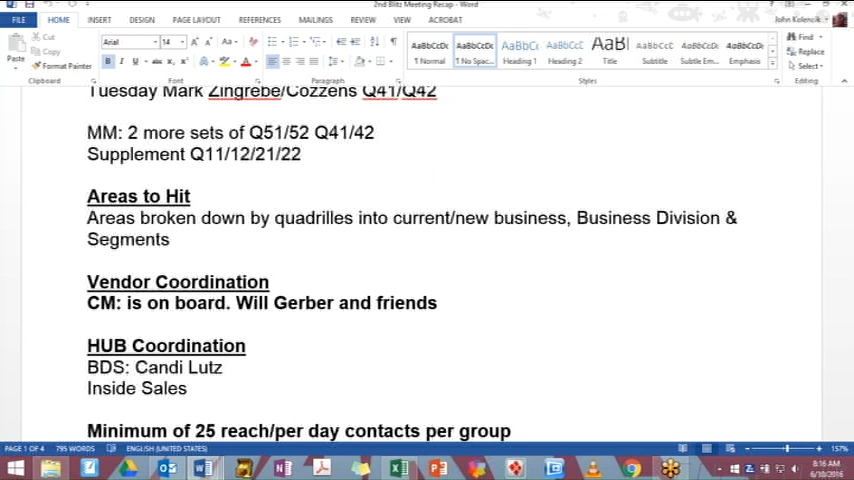 2nd Blitz Meeting Recap - Word
FILE HOME INSERT DESIGN PAGE LAYOUT REFERENCES MAILINGS REVIEW VIEW ACROBAT
John Kolencik
Paste
Cut
Copy
Format Painter
Clipboard
Arial 14
Font
Paragraph
AaBbCcDc AaBbCcDc AaBbCc AaBbCcDc AaBl AaBbCcD AaBbCcDc AaBbCcDc
¶ Normal ¶ No Spac... Heading 1 Heading 2 Title Subtitle Subtle Em... Emphasis
Styles
Find
Replace
Select
Editing
Tuesday Mark Zingrebe/Cozzens Q41/Q42
MM: 2 more sets of Q51/52 Q41/42
Supplement Q11/12/21/22
Areas to Hit
Areas broken down by quadrilles into current/new business, Business Division &
Segments
Vendor Coordination
CM: is on board. Will Gerber and friends
HUB Coordination
BDS: Candi Lutz
Inside Sales
Minimum of 25 reach/per day contacts per group
PAGE 1 OF 4 795 WORDS ENGLISH (UNITED STATES)
157%
8:16 AM
6/10/2016